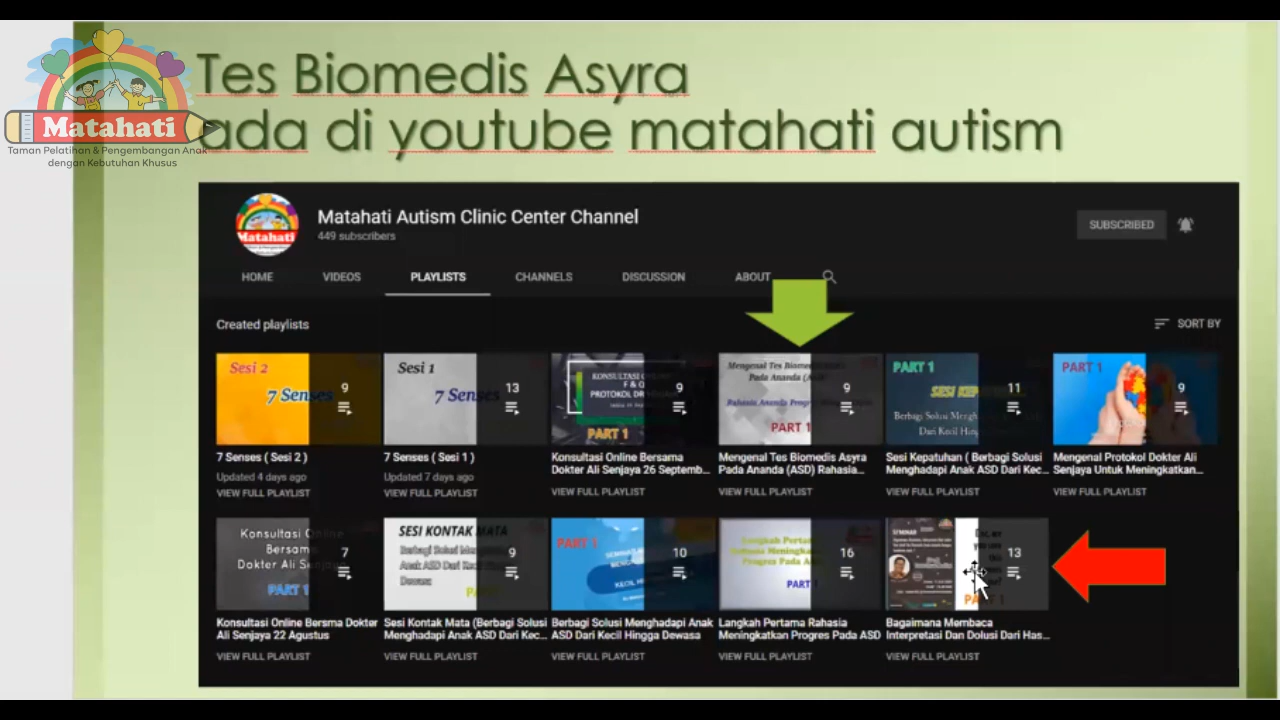 Tes Biomedis Asyra
ada di youtube matahati autism
Matahati
Taman Pelatihan & Pengembangan Anak
dengan Kebutuhan Khusus
Matahati Autism Clinic Center Channel
449 subscribers
SUBSCRIBED
HOME VIDEOS PLAYLISTS CHANNELS DISCUSSION ABOUT
Created playlists
SORT BY
Sesi 2
7 Senses
9
7 Senses ( Sesi 2 )
Updated 4 days ago
VIEW FULL PLAYLIST
Sesi 1
7 Senses
13
7 Senses ( Sesi 1 )
Updated 7 days ago
VIEW FULL PLAYLIST
PART 1
9
Konsultasi Online Bersama
Dokter Ali Senjaya 26 Septemb...
VIEW FULL PLAYLIST
Mengenal Tes Biomedis
Pada Ananda
PART 1
9
Mengenal Tes Biomedis Asyra
Pada Ananda (ASD) Rahasia...
VIEW FULL PLAYLIST
PART 1
11
Sesi Kepatuhan ( Berbagi Solusi
Menghadapi Anak ASD Dari Kec...
VIEW FULL PLAYLIST
PART 1
9
Mengenal Protokol Dokter Ali
Senjaya Untuk Meningkatkan...
VIEW FULL PLAYLIST
Konsultasi Online
Bersama
Dokter Ali Senjaya
PART 1
7
Konsultasi Online Bersma Dokter
Ali Senjaya 22 Agustus
VIEW FULL PLAYLIST
SESI KONTAK MATA
9
Sesi Kontak Mata (Berbagi Solusi
Menghadapi Anak ASD Dari Kec...
VIEW FULL PLAYLIST
PART 1
10
Berbagi Solusi Menghadapi Anak
ASD Dari Kecil Hingga Dewasa
VIEW FULL PLAYLIST
PART 1
16
Langkah Pertama Rahasia
Meningkatkan Progres Pada ASD
VIEW FULL PLAYLIST
SEMINAR
PART 1
13
Bagaimana Membaca
Interpretasi Dan Dolusi Dari Has...
VIEW FULL PLAYLIST